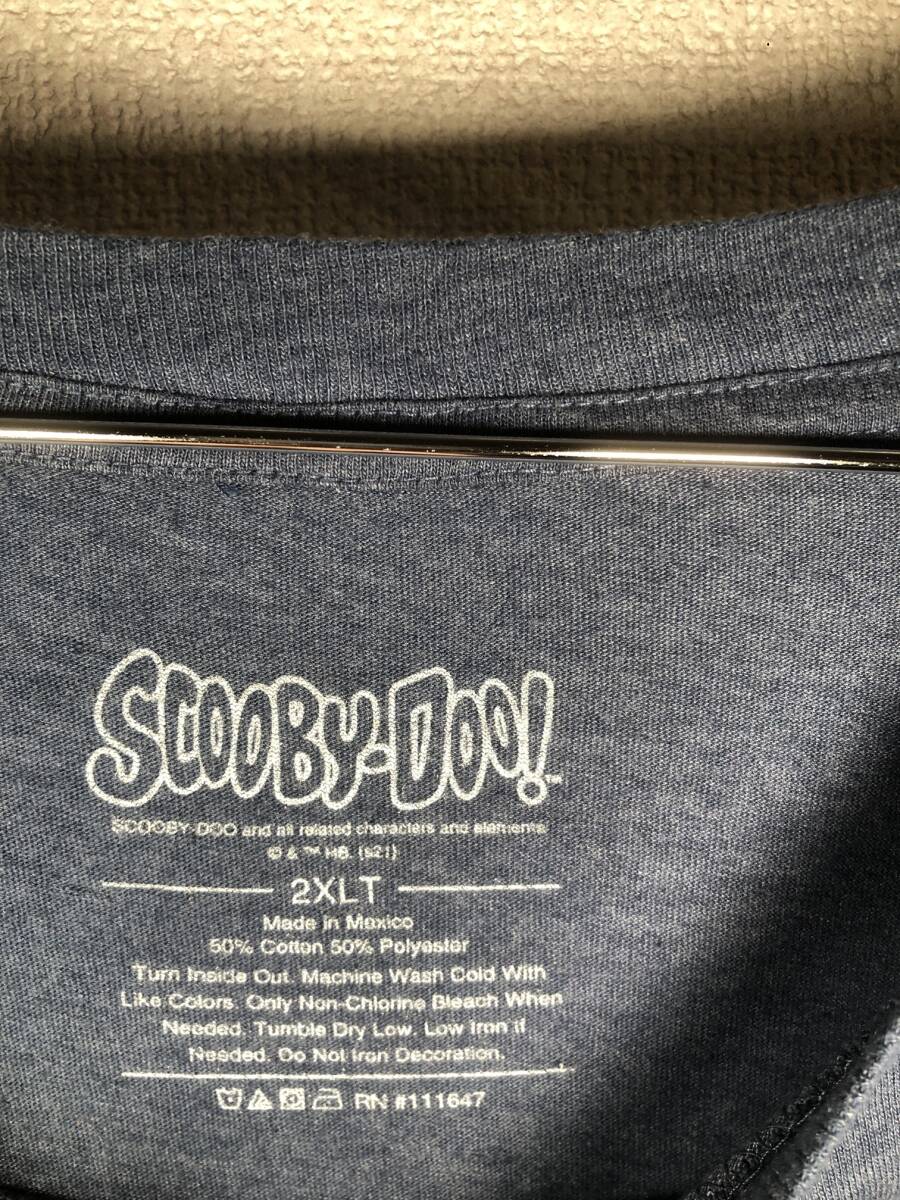 SCOOBY-DOO!™
SCOOBY-DOO and all related characters and elements
© & ™ HB. (s21)
2XLT
Made in Mexico
50% Cotton 50% Polyester
Turn Inside Out. Machine Wash Cold With
Like Colors. Only Non-Chlorine Bleach When
Needed. Tumble Dry Low. Low Iron if
Needed. Do Not Iron Decoration.
RN #111647